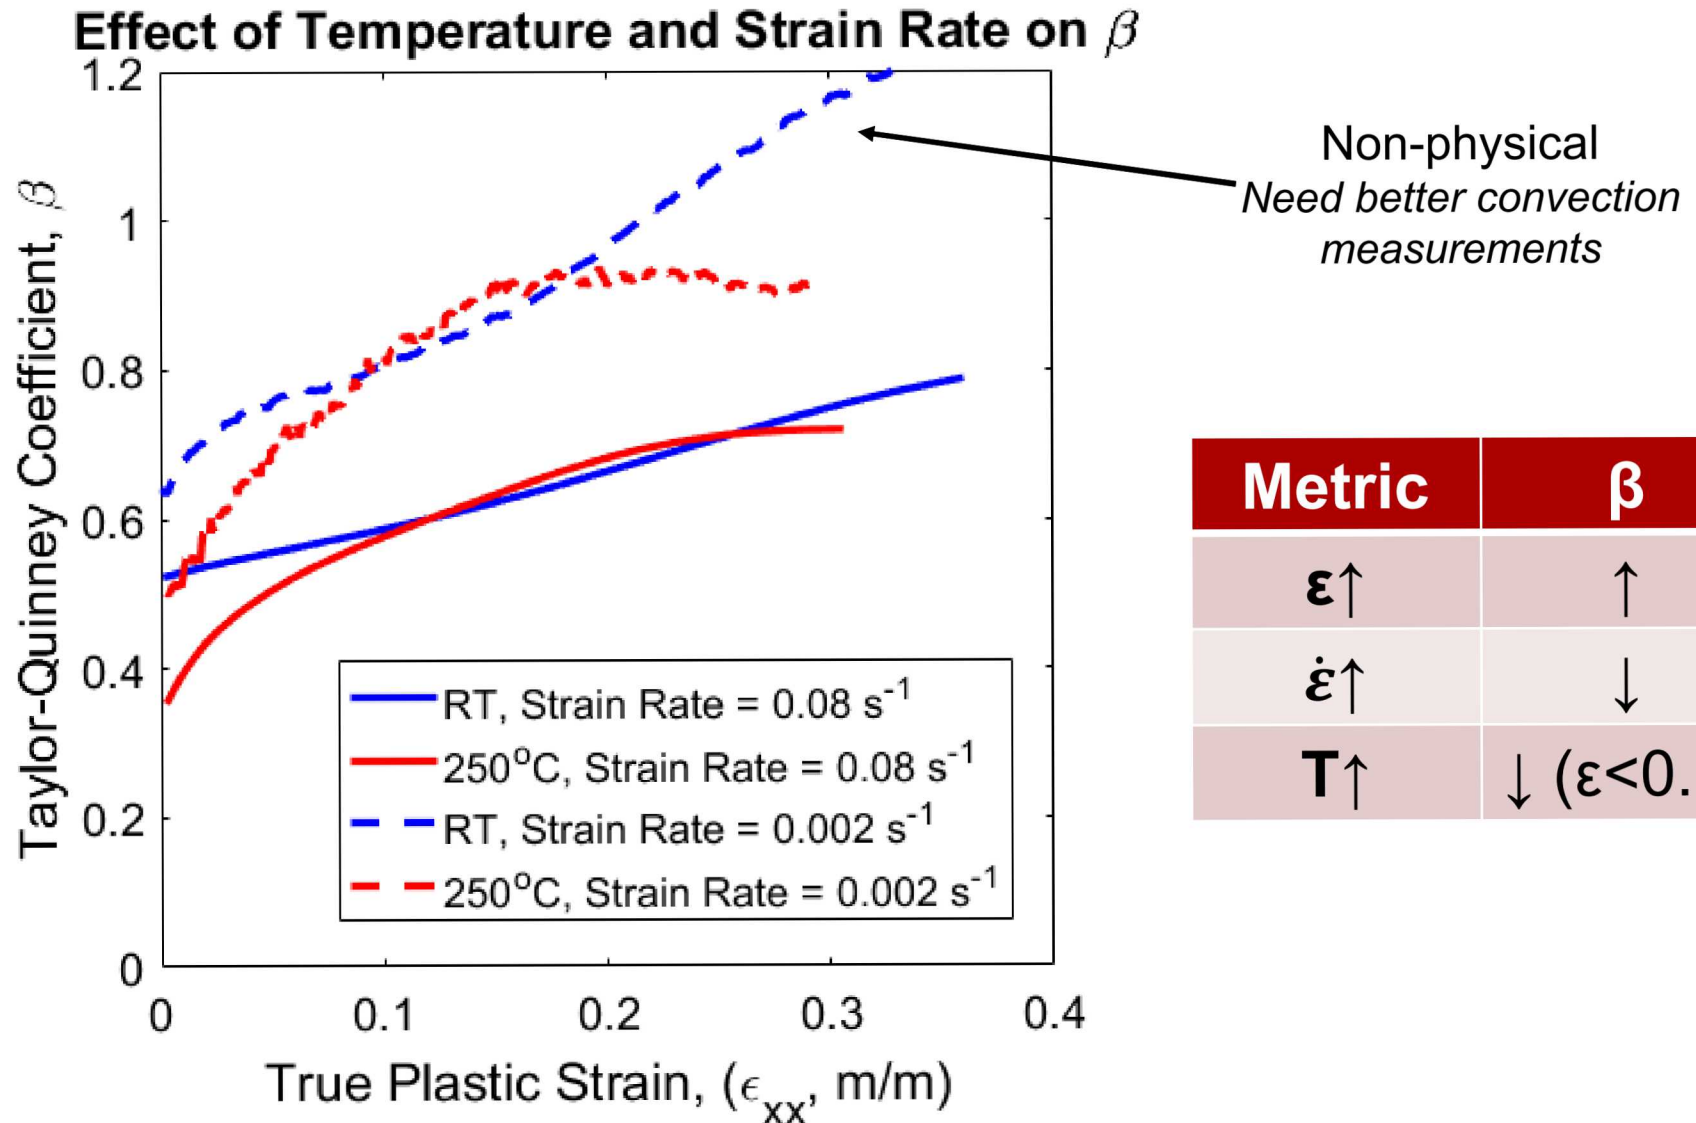 Effect of Temperature and Strain Rate on β
1.2
1
0.8
0.6
0.4
0.2
0
0
0.1
0.2
0.3
0.4
Taylor-Quinney Coefficient, β
True Plastic Strain, (ϵxx, m/m)
RT, Strain Rate = 0.08 s⁻¹
250°C, Strain Rate = 0.08 s⁻¹
RT, Strain Rate = 0.002 s⁻¹
250°C, Strain Rate = 0.002 s⁻¹
Non-physical
Need better convection
measurements
Metric β
ε↑ ↑
ε̇↑ ↓
T↑ ↓ (ε<0.